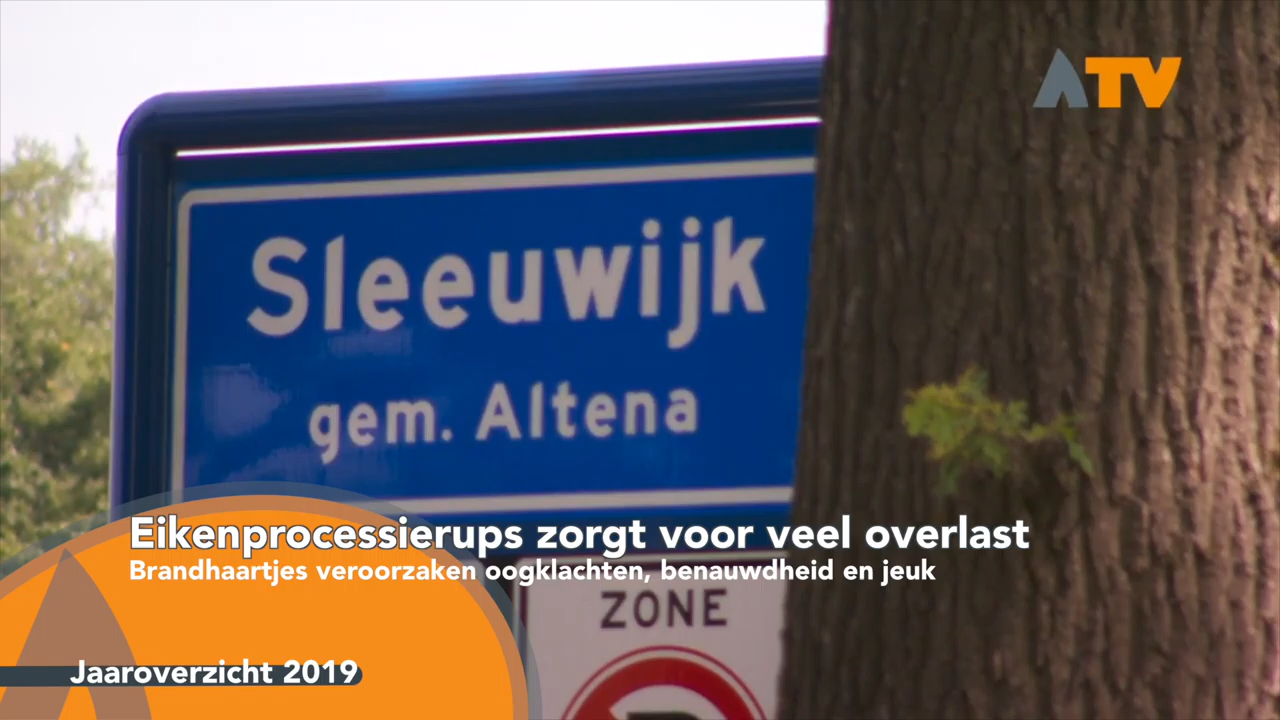 ATV
Sleeuwijk
gem. Altena
Eikenprocessierups zorgt voor veel overlast
Brandhaartjes veroorzaken oogklachten, benauwdheid en jeuk
ZONE
Jaaroverzicht 2019